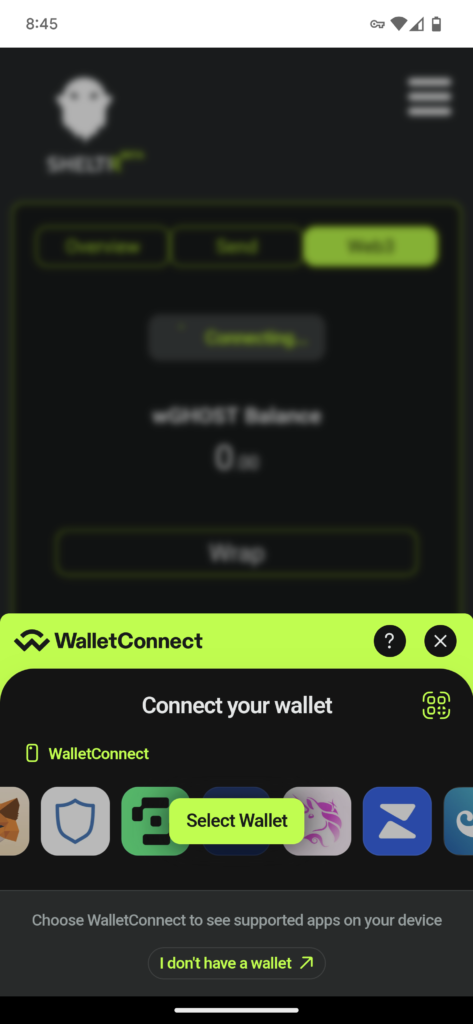 8:45
SHELTR
Overview
Send
Web3
Connecting...
wGHOST Balance
0.00
Wrap
WalletConnect
?
Connect your wallet
WalletConnect
Select Wallet
Choose WalletConnect to see supported apps on your device
I don't have a wallet